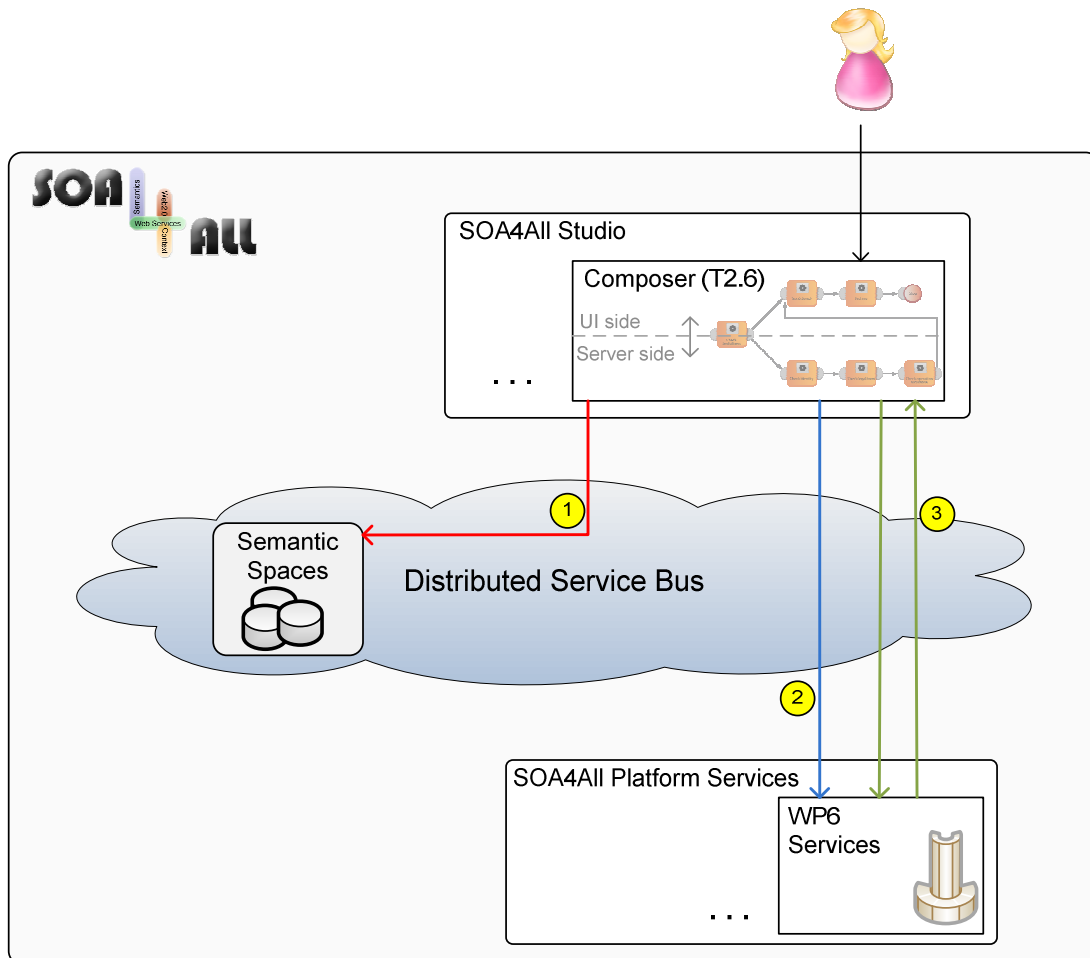 SOA
Semantics
Web2.0
Web Services
Context
ALL
SOA4All Studio
Composer (T2.6)
UI side
Server side
...
1
3
Semantic
Spaces
Distributed Service Bus
2
SOA4All Platform Services
WP6
Services
...